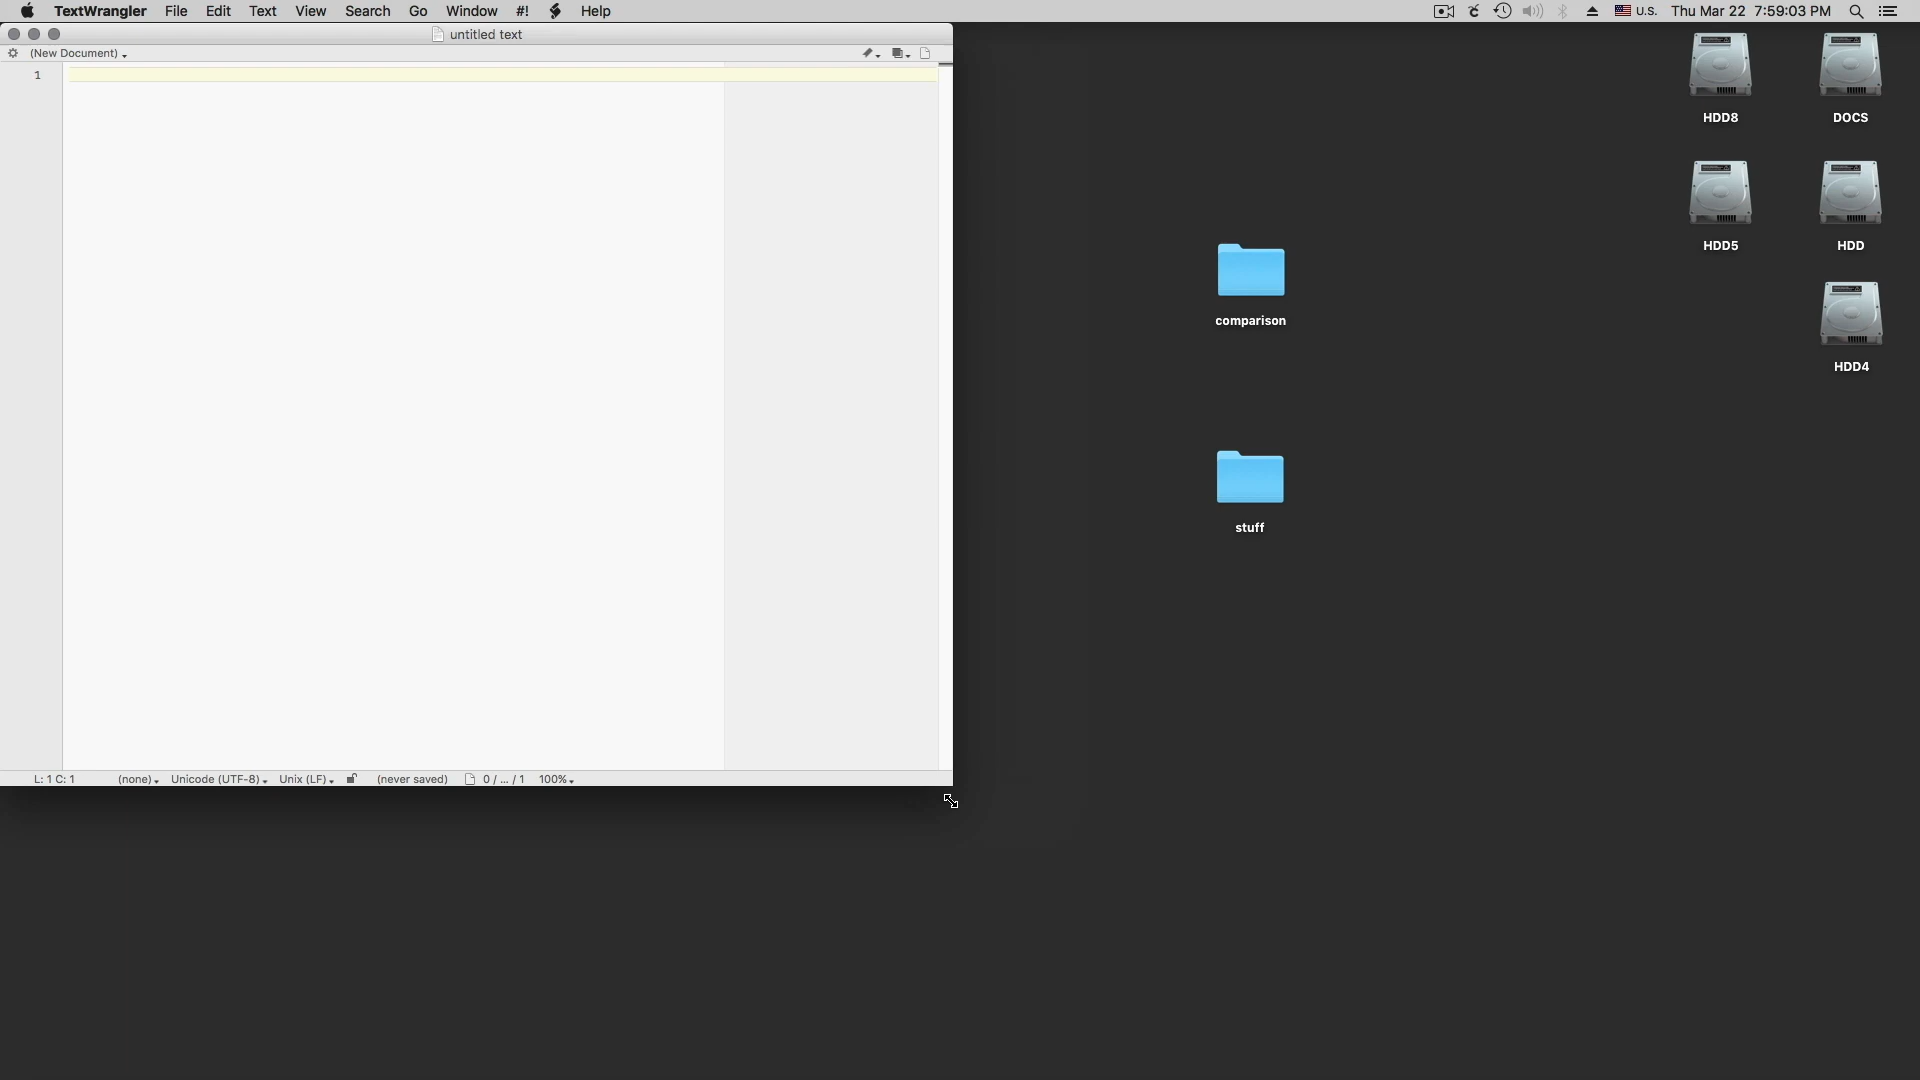 TextWrangler File Edit Text View Search Go Window #! Help U.S. Thu Mar 22 7:59:03 PM
untitled text
(New Document)
1
HDD8 DOCS
HDD5 HDD
comparison
HDD4
stuff
L: 1 C: 1 (none) Unicode (UTF-8) Unix (LF) (never saved) 0 / ... / 1 100%